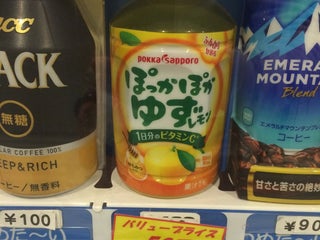 CC
ACK
無糖
AR COFFEE 100%
EEP&RICH
ーヒー/無香料
pokka sapporo
ぽっかぽか
ゆずレモン
1日分のビタミンC
EMERA
MOUNTA
Blend
エメラルドマウンテンブレ
コーヒー
甘さと苦さの絶妙
¥100
バリュープライス
¥90